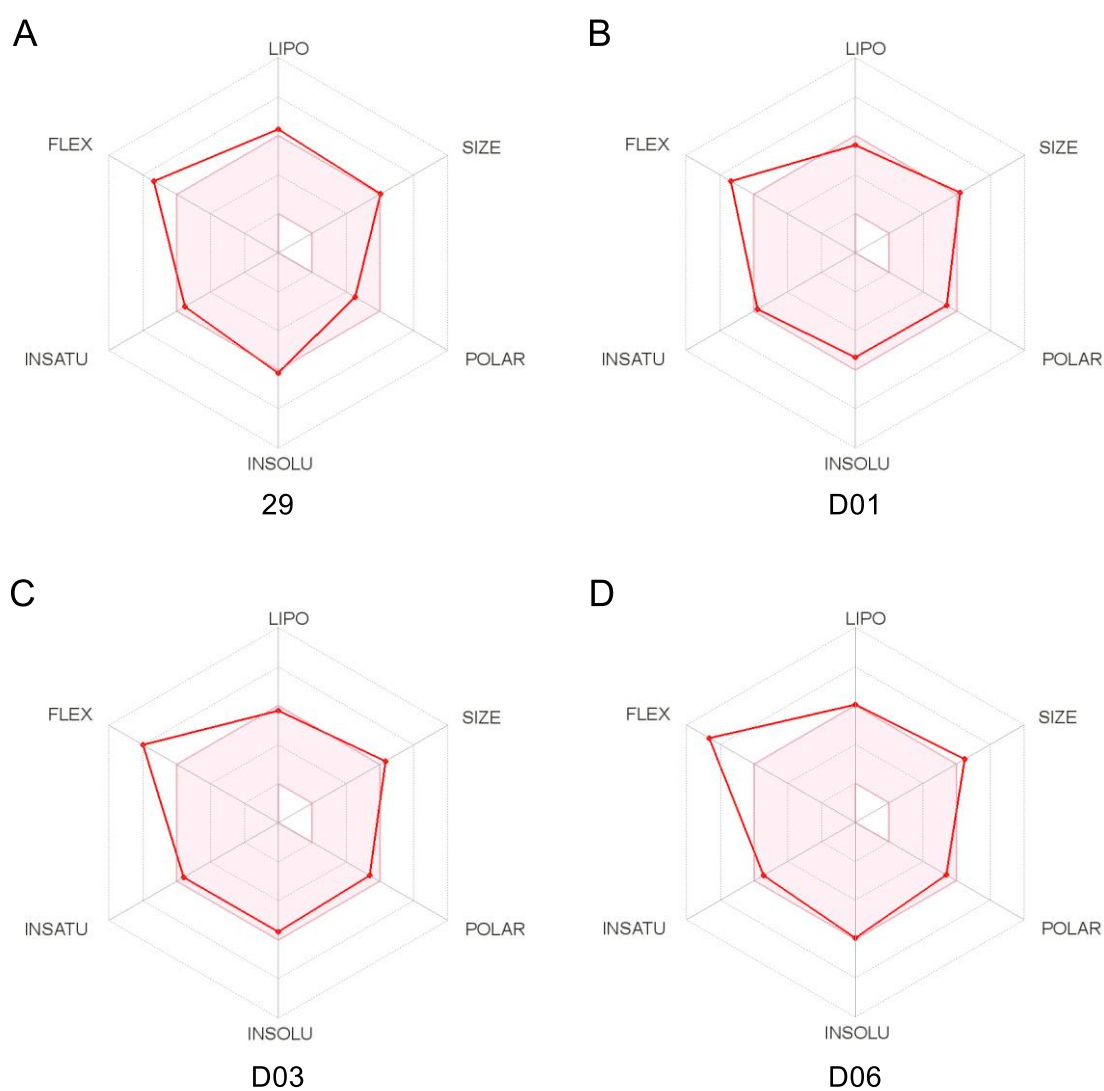 A
LIPO
FLEX
SIZE
INSATU
POLAR
INSOLU
29
B
LIPO
FLEX
SIZE
INSATU
POLAR
INSOLU
D01
C
LIPO
FLEX
SIZE
INSATU
POLAR
INSOLU
D03
D
LIPO
FLEX
SIZE
INSATU
POLAR
INSOLU
D06